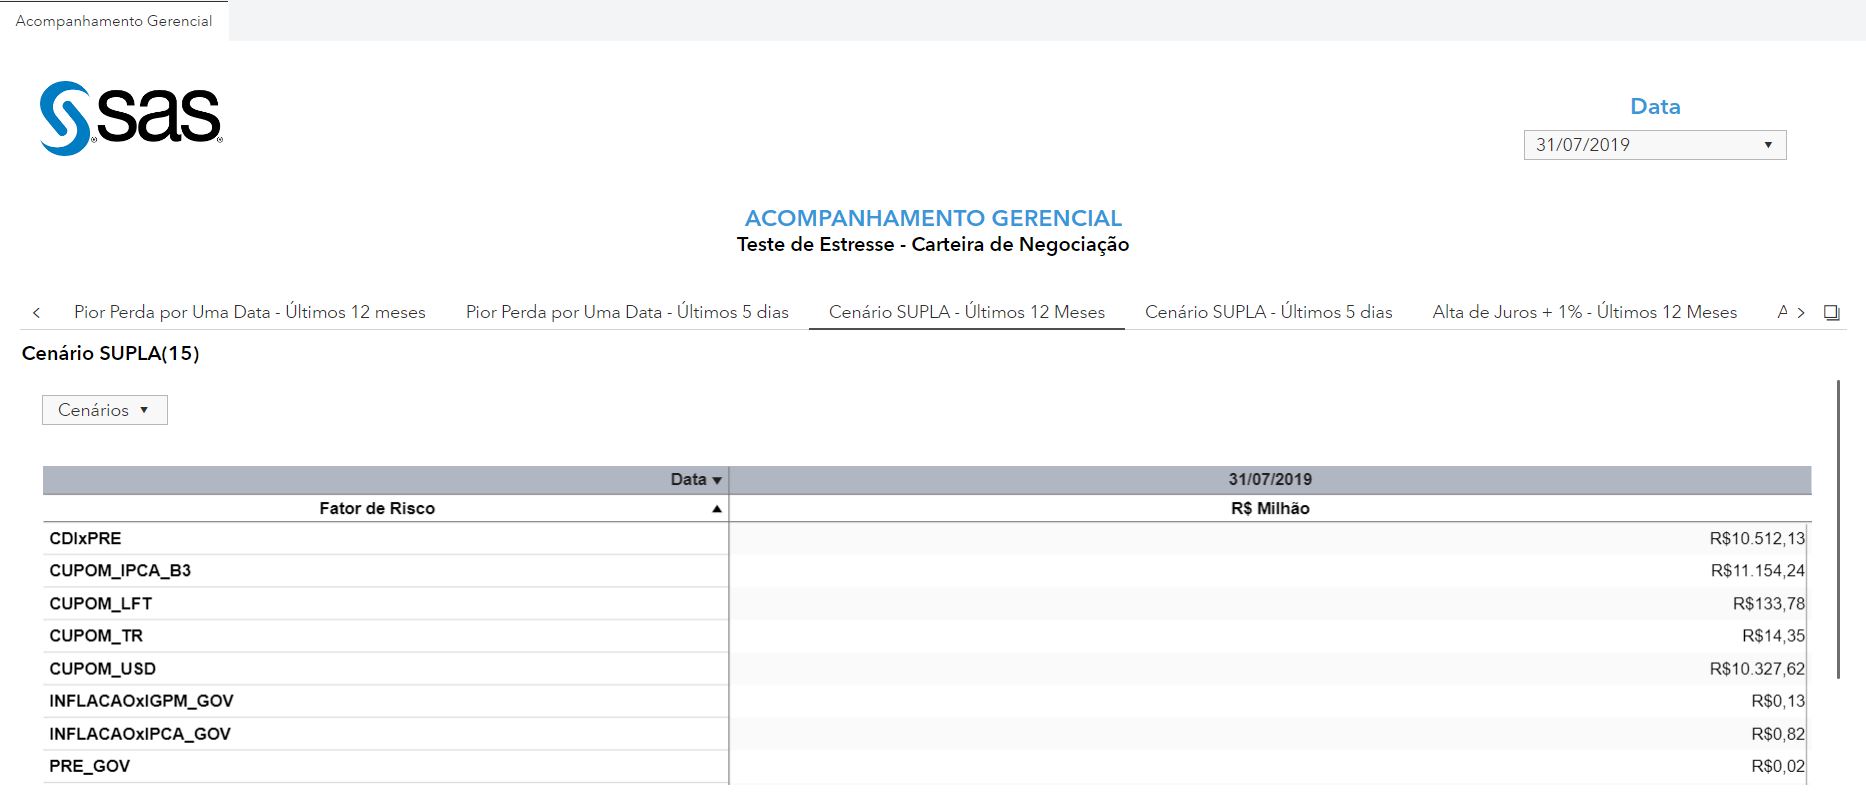 Acompanhamento Gerencial
sas
Data
31/07/2019
ACOMPANHAMENTO GERENCIAL
Teste de Estresse - Carteira de Negociação
Pior Perda por Uma Data - Últimos 12 meses Pior Perda por Uma Data - Últimos 5 dias Cenário SUPLA - Últimos 12 Meses Cenário SUPLA - Últimos 5 dias Alta de Juros + 1% - Últimos 12 Meses
Cenário SUPLA(15)
Cenários
Data 31/07/2019
Fator de Risco R$ Milhão
CDIxPRE R$10.512,13
CUPOM_IPCA_B3 R$11.154,24
CUPOM_LFT R$133,78
CUPOM_TR R$14,35
CUPOM_USD R$10.327,62
INFLACAOxIGPM_GOV R$0,13
INFLACAOxIPCA_GOV R$0,82
PRE_GOV R$0,02